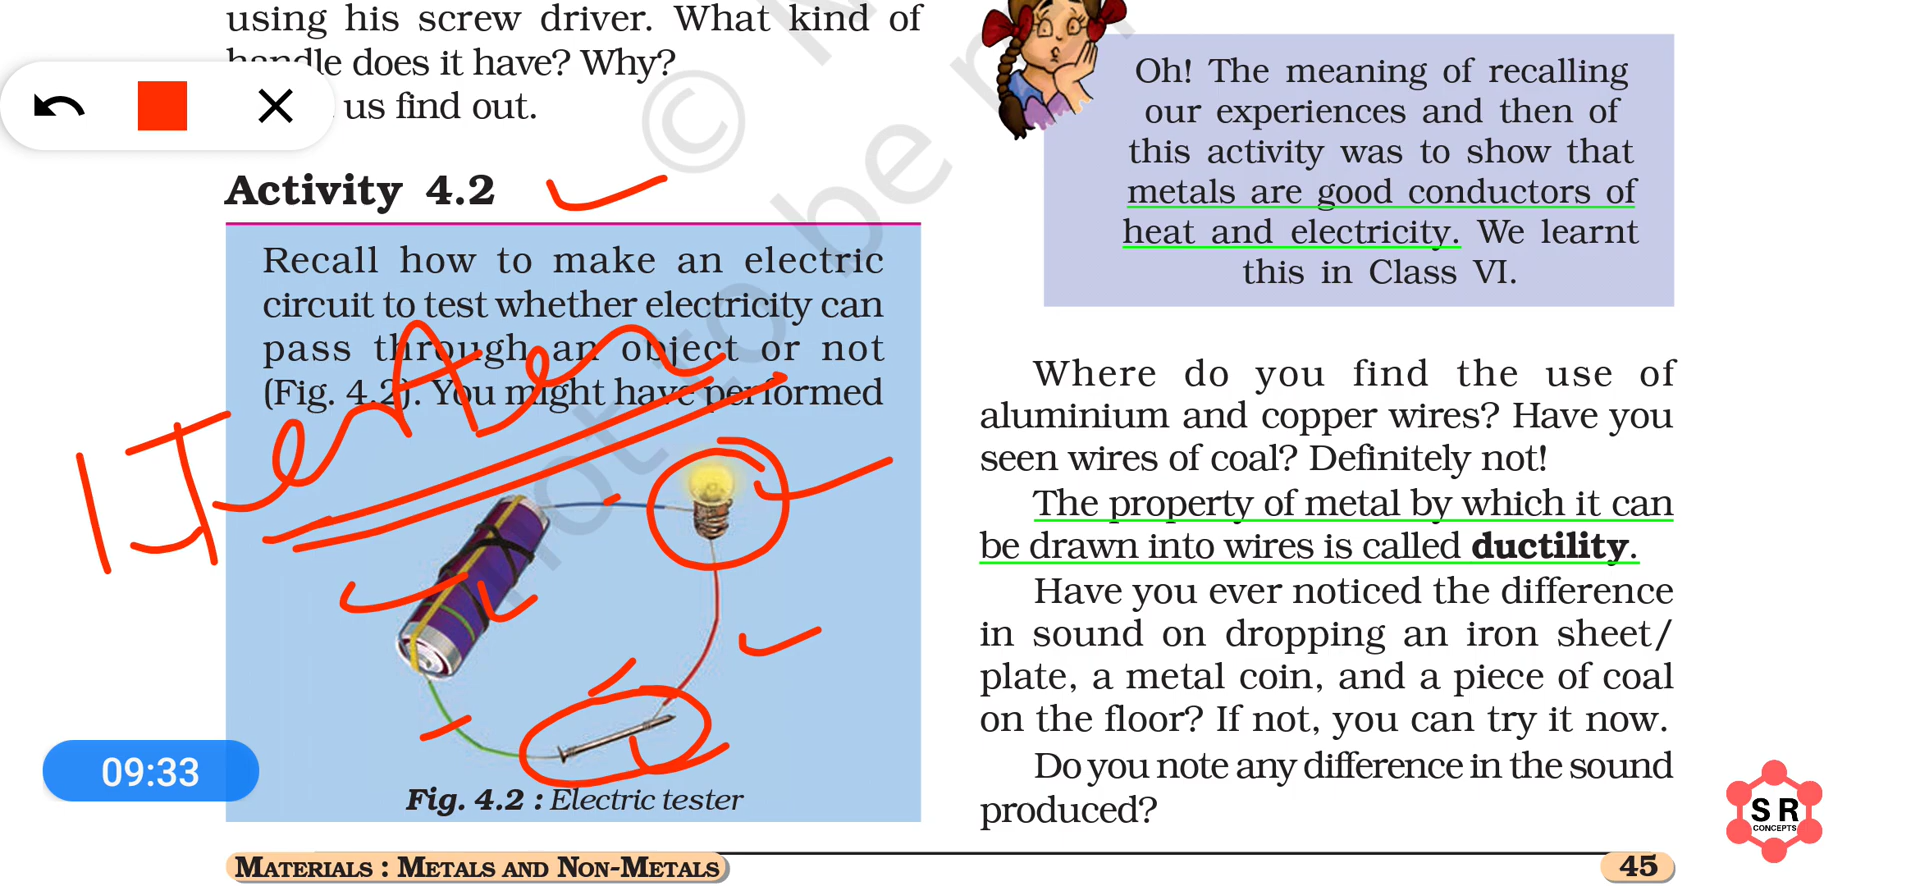 using his screw driver. What kind of
handle does it have? Why?
us find out.
Activity 4.2
Recall how to make an electric
circuit to test whether electricity can
pass through an object or not
(Fig. 4.2). You might have performed
Tester
Fig. 4.2 : Electric tester
MATERIALS : METALS AND NON-METALS
09:33
Oh! The meaning of recalling
our experiences and then of
this activity was to show that
metals are good conductors of
heat and electricity. We learnt
this in Class VI.
Where do you find the use of
aluminium and copper wires? Have you
seen wires of coal? Definitely not!
The property of metal by which it can
be drawn into wires is called ductility.
Have you ever noticed the difference
in sound on dropping an iron sheet/
plate, a metal coin, and a piece of coal
on the floor? If not, you can try it now.
Do you note any difference in the sound
produced?
45
S R
CONCEPTS
© N
not to be